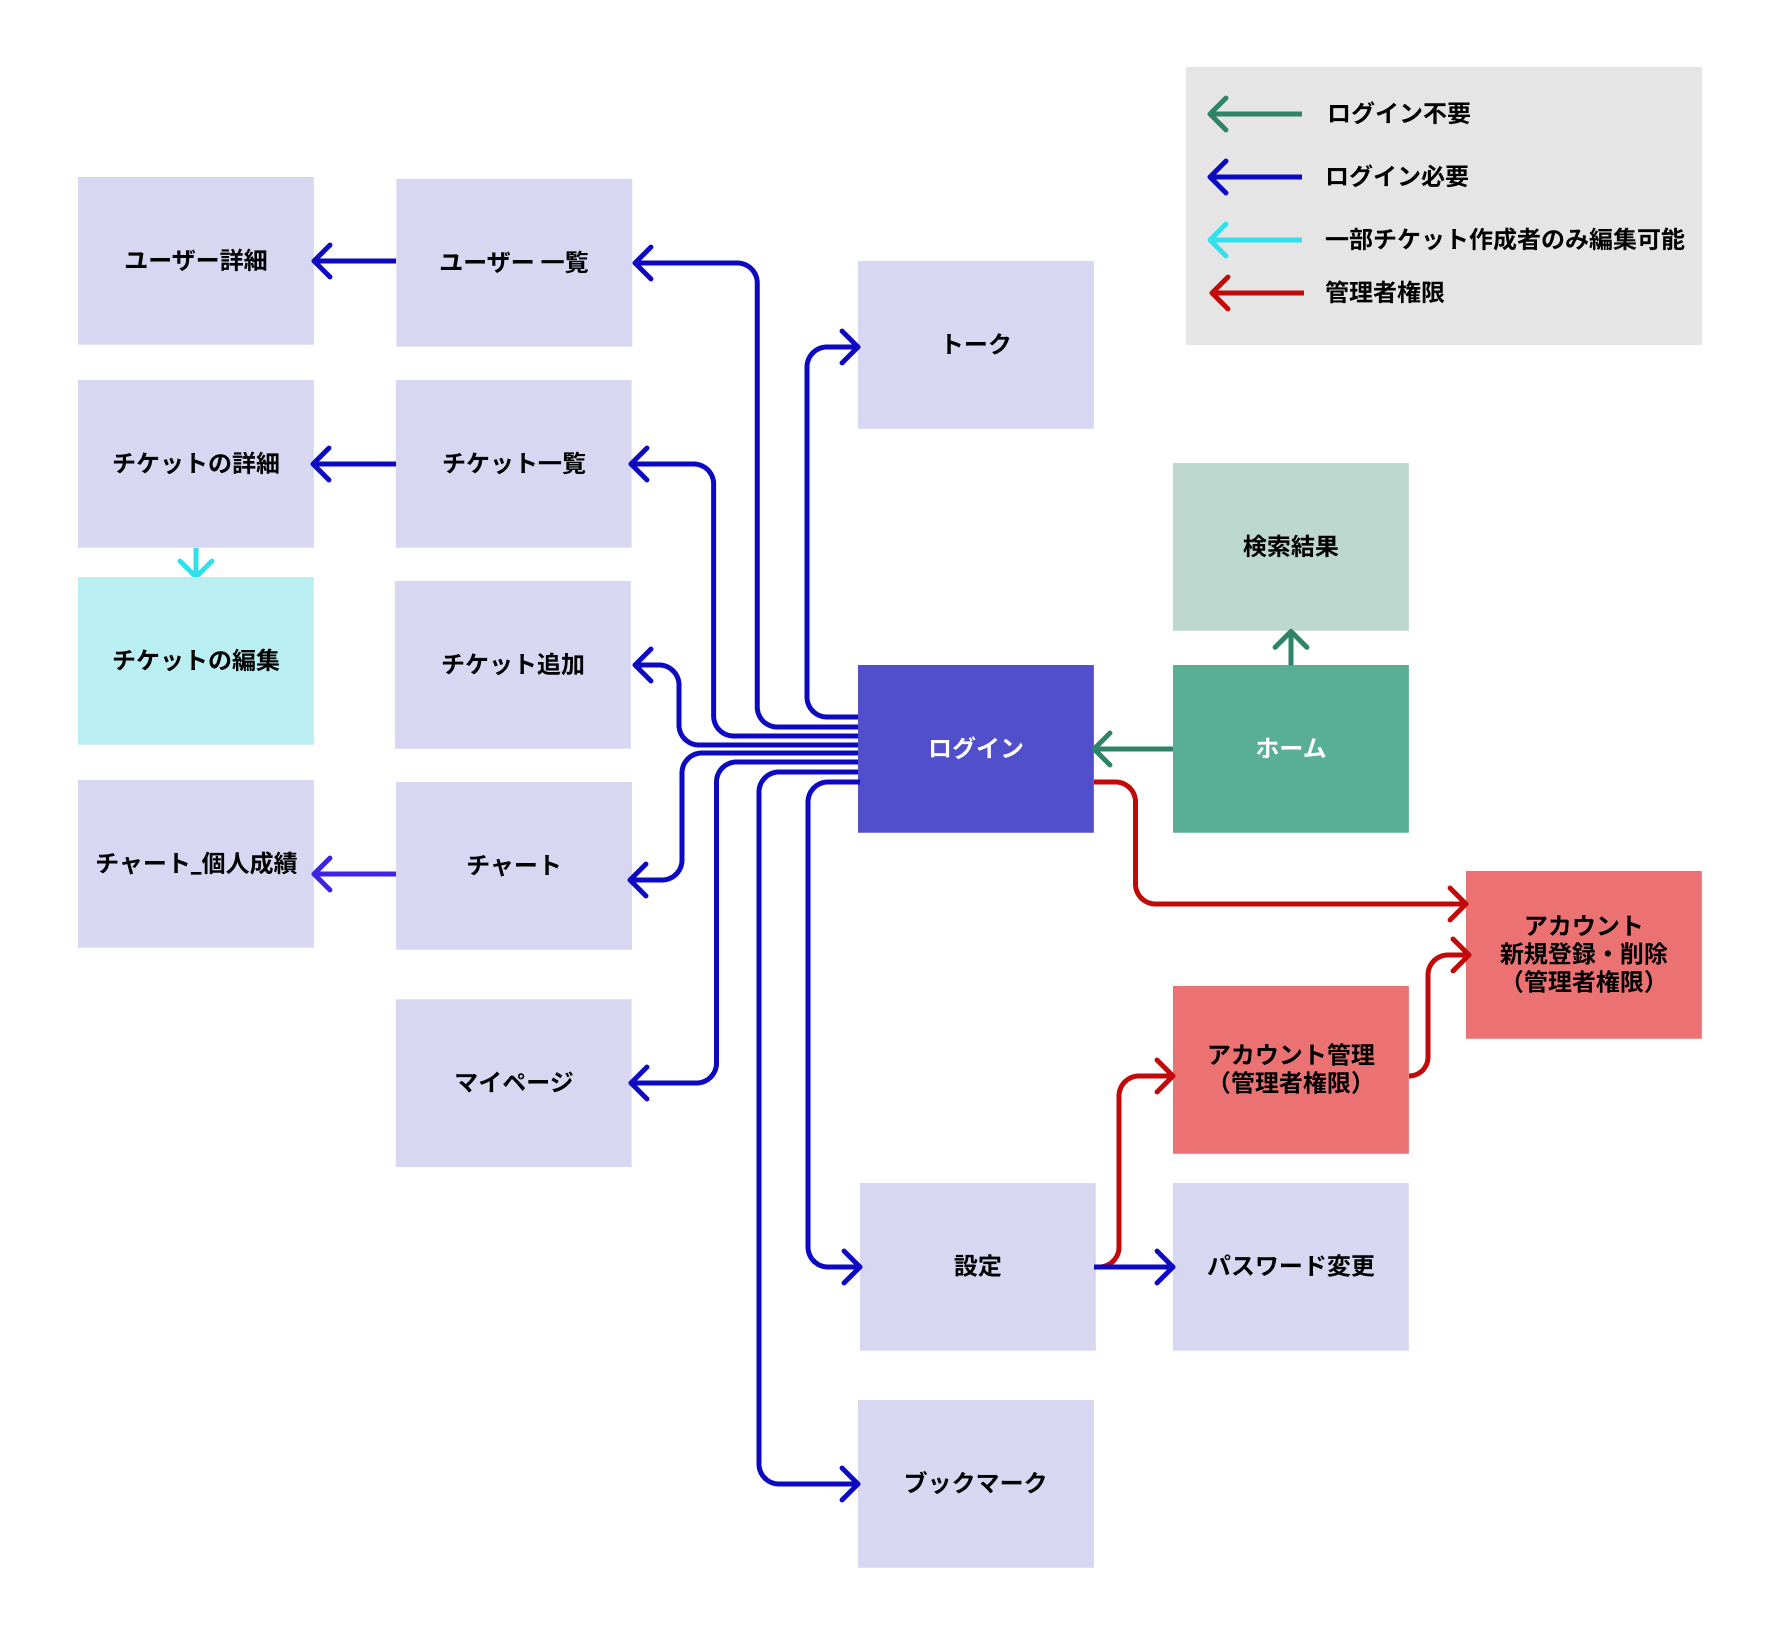 ログイン不要
ログイン必要
一部チケット作成者のみ編集可能
管理者権限
ユーザー詳細
ユーザー 一覧
トーク
チケットの詳細
チケット一覧
検索結果
チケットの編集
チケット追加
ログイン
ホーム
チャート_個人成績
チャート
アカウント
新規登録・削除
（管理者権限）
アカウント管理
（管理者権限）
マイページ
設定
パスワード変更
ブックマーク